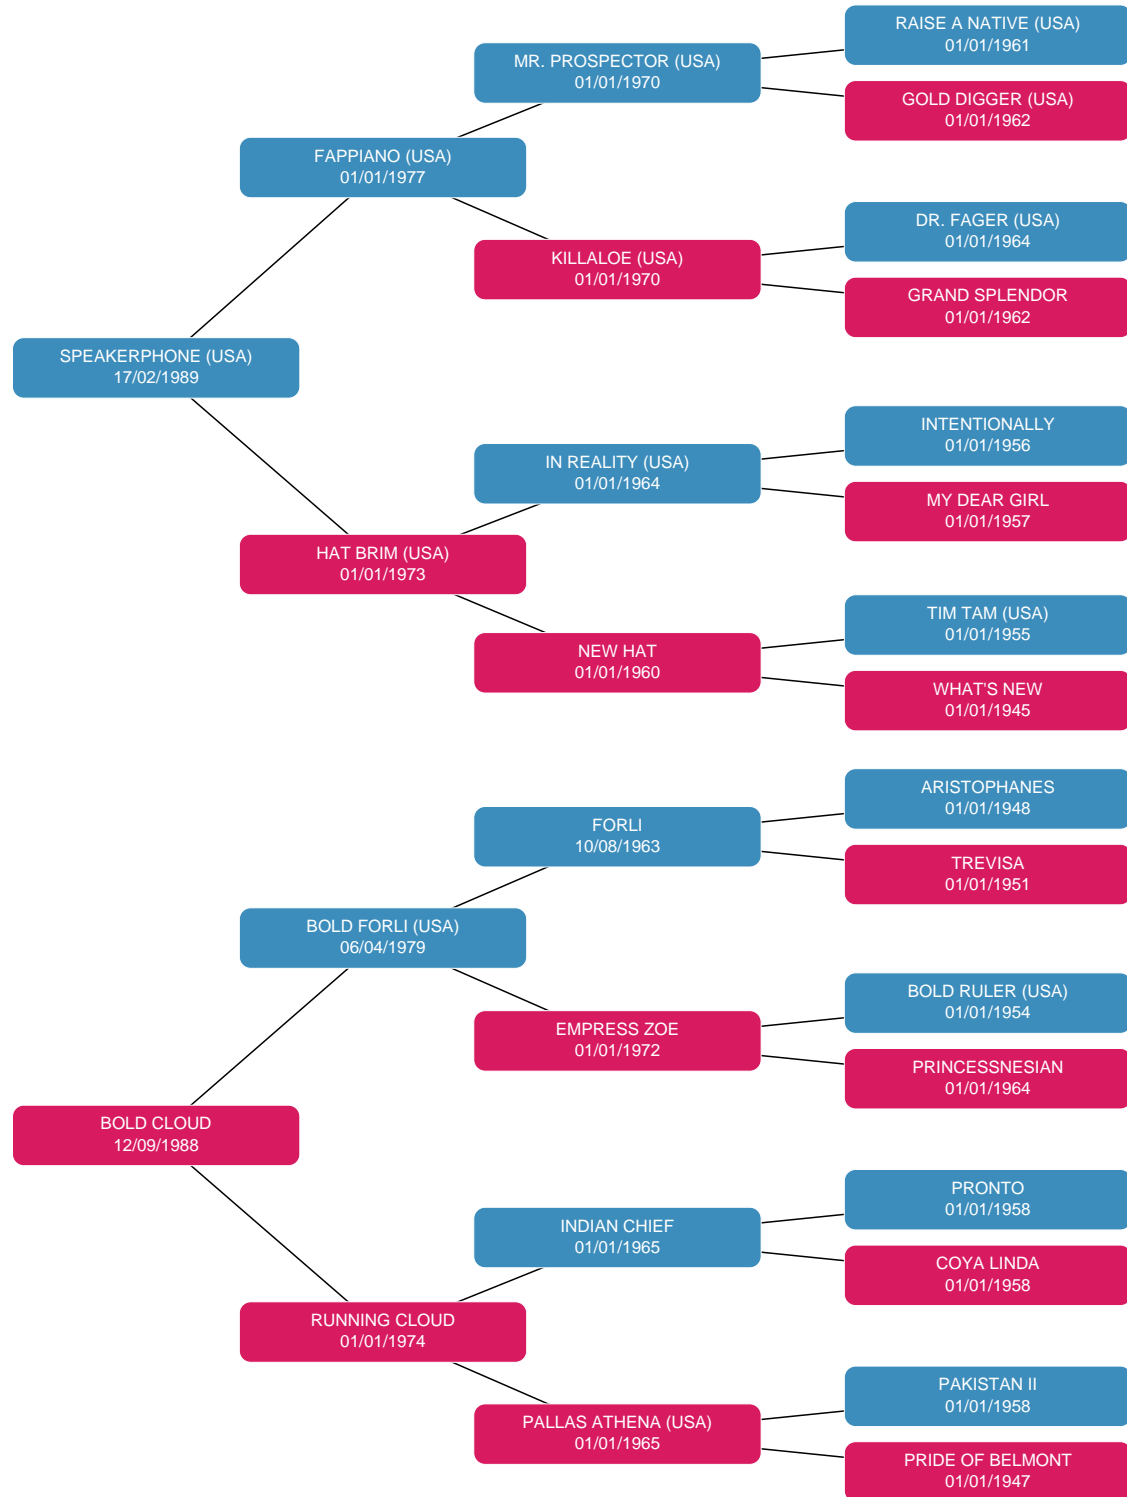 RAISE A NATIVE (USA)
01/01/1961
MR. PROSPECTOR (USA)
01/01/1970
GOLD DIGGER (USA)
01/01/1962
FAPPIANO (USA)
01/01/1977
DR. FAGER (USA)
01/01/1964
KILLALOE (USA)
01/01/1970
GRAND SPLENDOR
01/01/1962
SPEAKERPHONE (USA)
17/02/1989
INTENTIONALLY
01/01/1956
IN REALITY (USA)
01/01/1964
MY DEAR GIRL
01/01/1957
HAT BRIM (USA)
01/01/1973
TIM TAM (USA)
01/01/1955
NEW HAT
01/01/1960
WHAT'S NEW
01/01/1945
ARISTOPHANES
01/01/1948
FORLI
10/08/1963
TREVISA
01/01/1951
BOLD FORLI (USA)
06/04/1979
BOLD RULER (USA)
01/01/1954
EMPRESS ZOE
01/01/1972
PRINCESSNESIAN
01/01/1964
BOLD CLOUD
12/09/1988
PRONTO
01/01/1958
INDIAN CHIEF
01/01/1965
COYA LINDA
01/01/1958
RUNNING CLOUD
01/01/1974
PAKISTAN II
01/01/1958
PALLAS ATHENA (USA)
01/01/1965
PRIDE OF BELMONT
01/01/1947